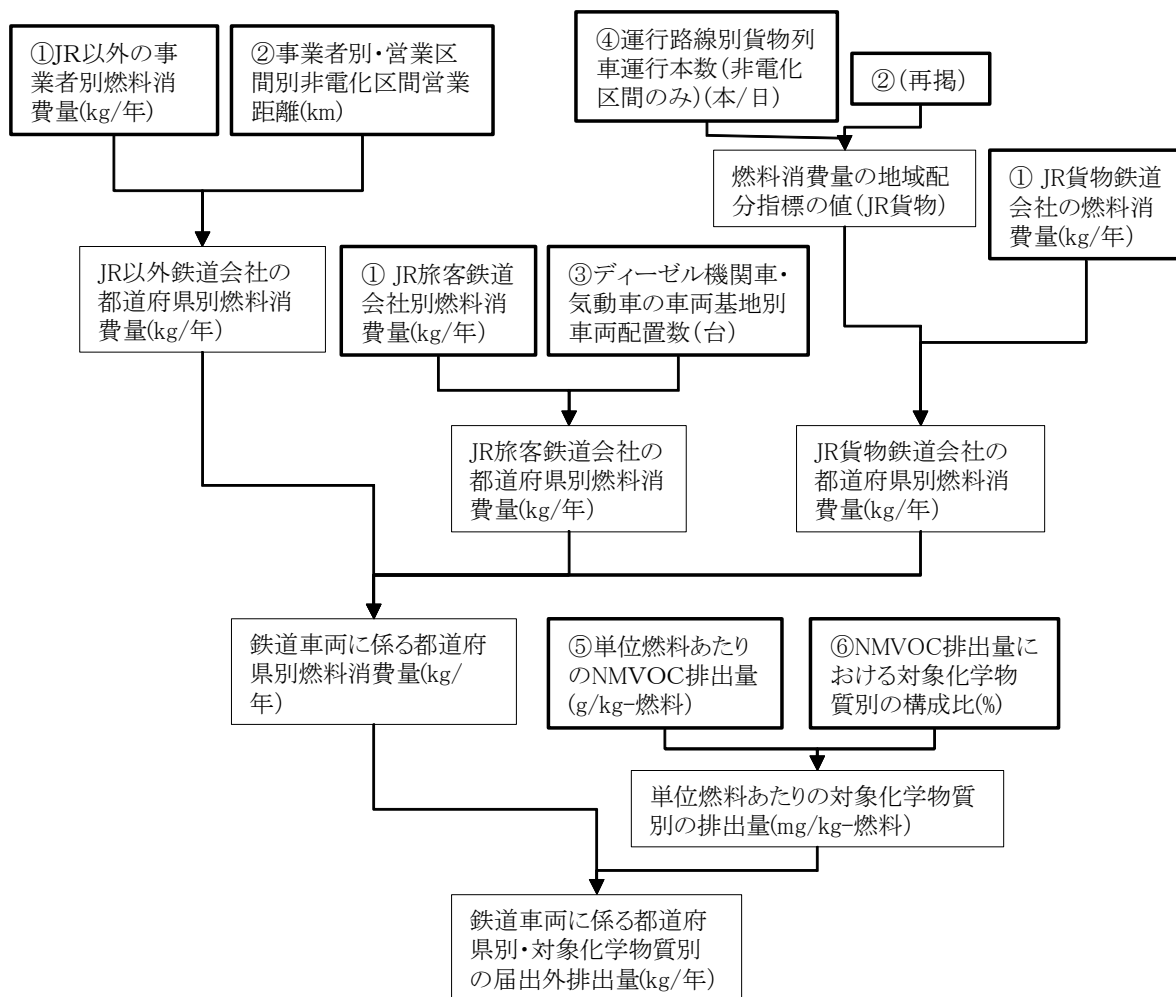 ①JR以外の事
業者別燃料消
費量(kg/年)
②事業者別・営業区
間別非電化区間営業
距離(km)
④運行路線別貨物列
車運行本数(非電化
区間のみ)(本/日)
②(再掲)
燃料消費量の地域配
分指標の値(JR貨物)
① JR貨物鉄道
会社の燃料消
費量(kg/年)
JR以外鉄道会社の
都道府県別燃料消
費量(kg/年)
① JR旅客鉄道
会社別燃料消
費量(kg/年)
③ディーゼル機関車・
気動車の車両基地別
車両配置数(台)
JR旅客鉄道会社の
都道府県別燃料消
費量(kg/年)
JR貨物鉄道会社の
都道府県別燃料消
費量(kg/年)
鉄道車両に係る都道府
県別燃料消費量(kg/
年)
⑤単位燃料あたり
のNMVOC排出量
(g/kg-燃料)
⑥NMVOC排出量に
おける対象化学物
質別の構成比(%)
単位燃料あたりの対象化学物質
別の排出量(mg/kg-燃料)
鉄道車両に係る都道府
県別・対象化学物質別
の届出外排出量(kg/年)